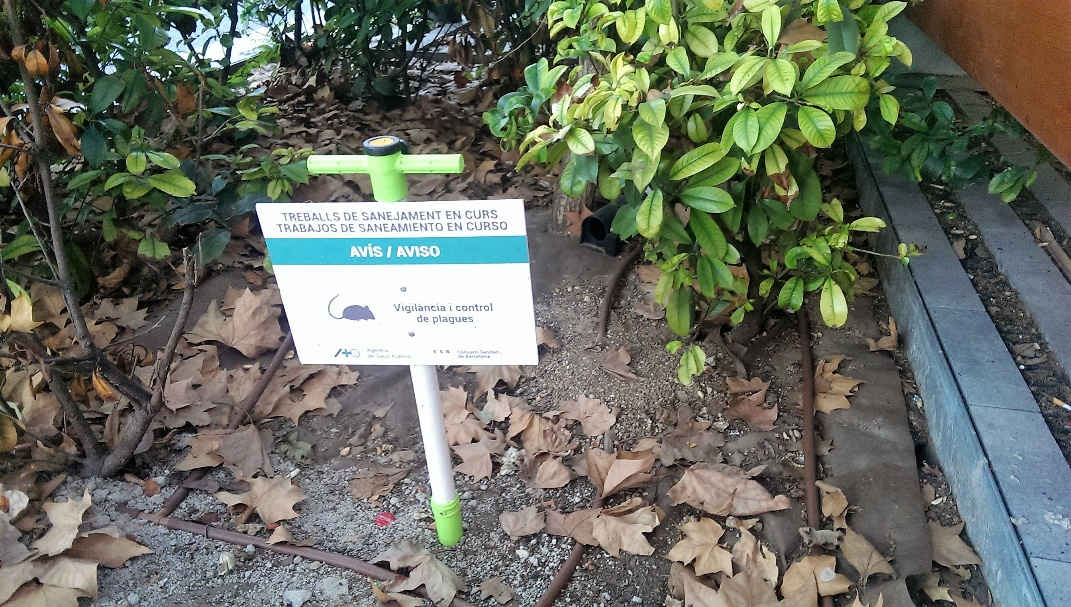 TREBALLS DE SANEJAMENT EN CURS
TRABAJOS DE SANEAMIENTO EN CURSO
AVÍS / AVISO
Vigilància i control
de plagues
Agència
de Salut Pública
C S B Consorci Sanitari
de Barcelona